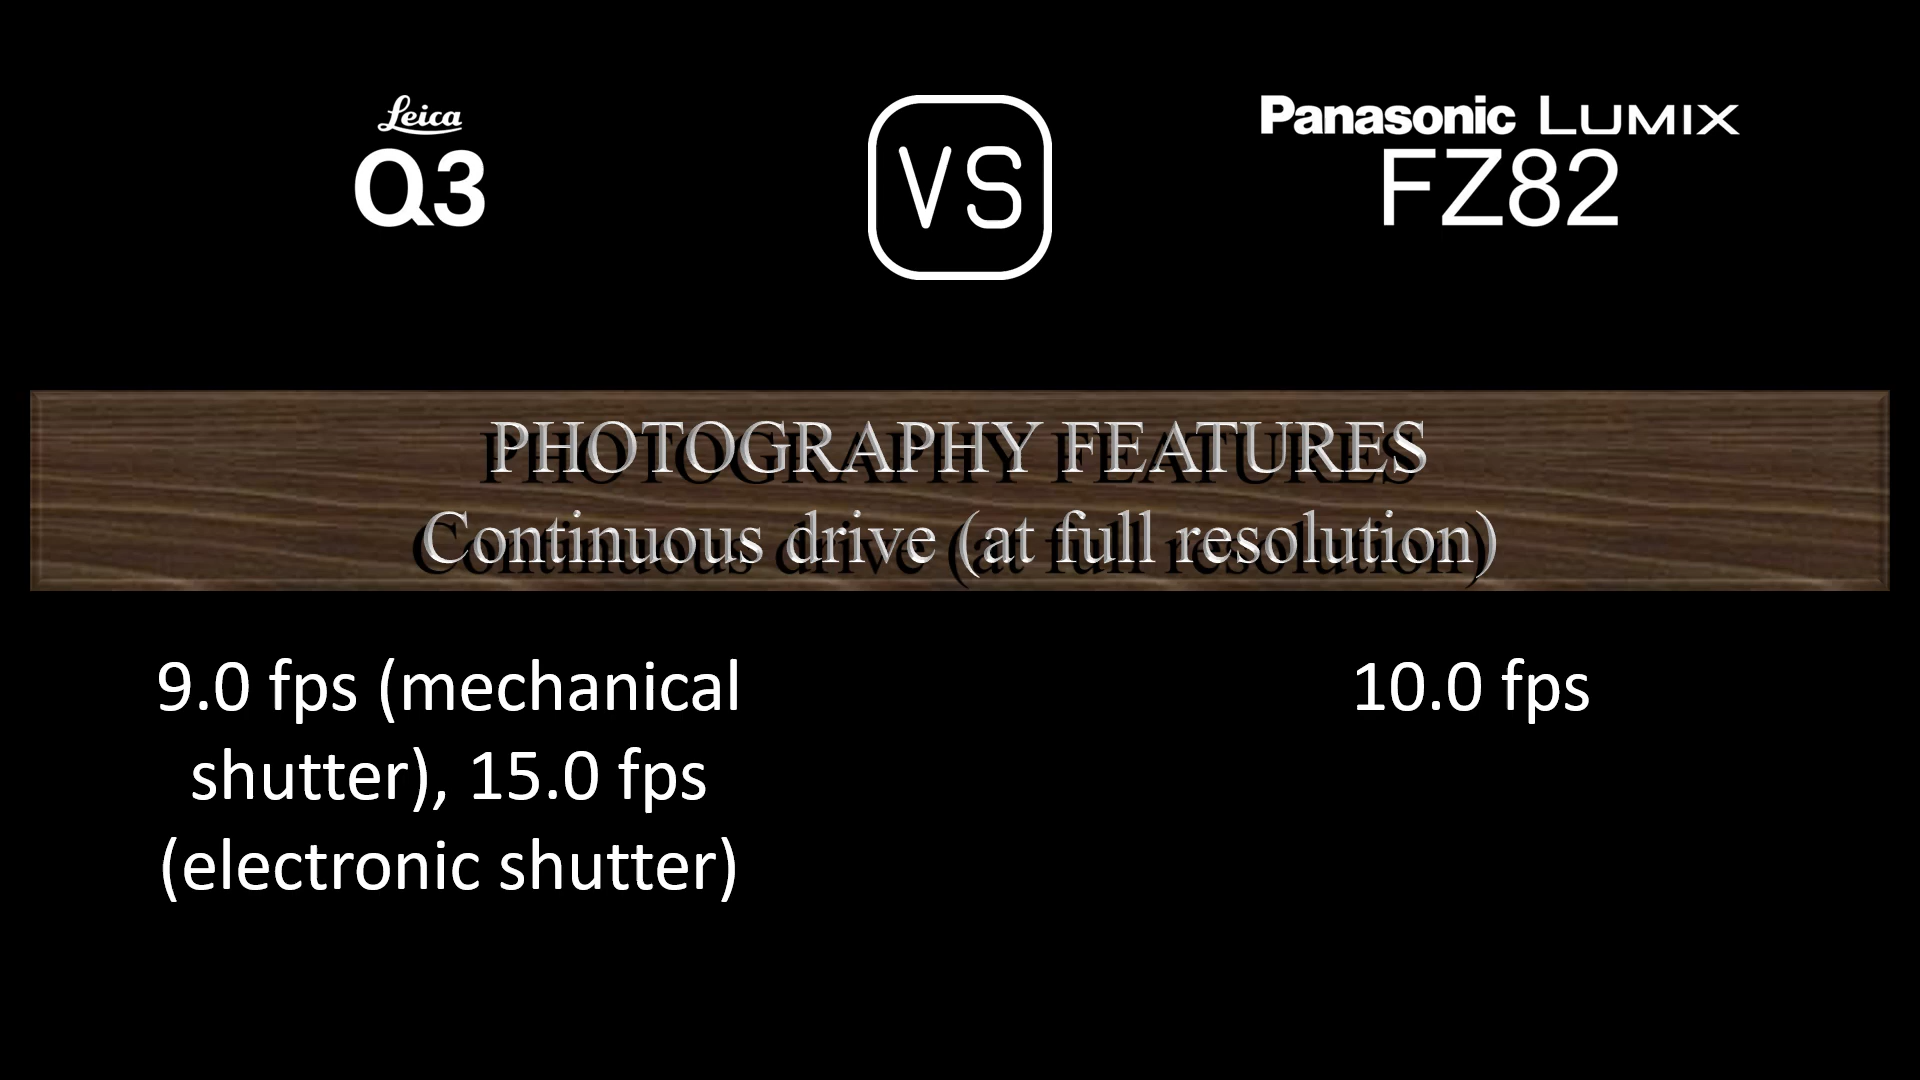 Leica
Q3
VS
Panasonic LUMIX
FZ82
PHOTOGRAPHY FEATURES
Continuous drive (at full resolution)
9.0 fps (mechanical
shutter), 15.0 fps
(electronic shutter)
10.0 fps